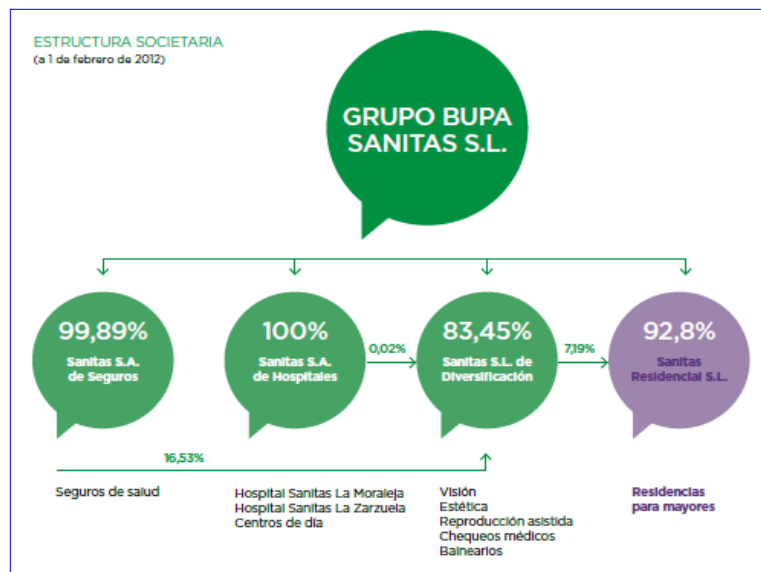 ESTRUCTURA SOCIETARIA
(a 1 de febrero de 2012)
GRUPO BUPA
SANITAS S.L.
99,89%
Sanitas S.A.
de Seguros
100%
Sanitas S.A.
de Hospitales
0,02%
83,45%
Sanitas S.L. de
Diversificación
7,19%
92,8%
Sanitas
Residencial S.L.
16,53%
Seguros de salud
Hospital Sanitas La Moraleja
Hospital Sanitas La Zarzuela
Centros de día
Visión
Estética
Reproducción asistida
Chequeos médicos
Balnearios
Residencias
para mayores